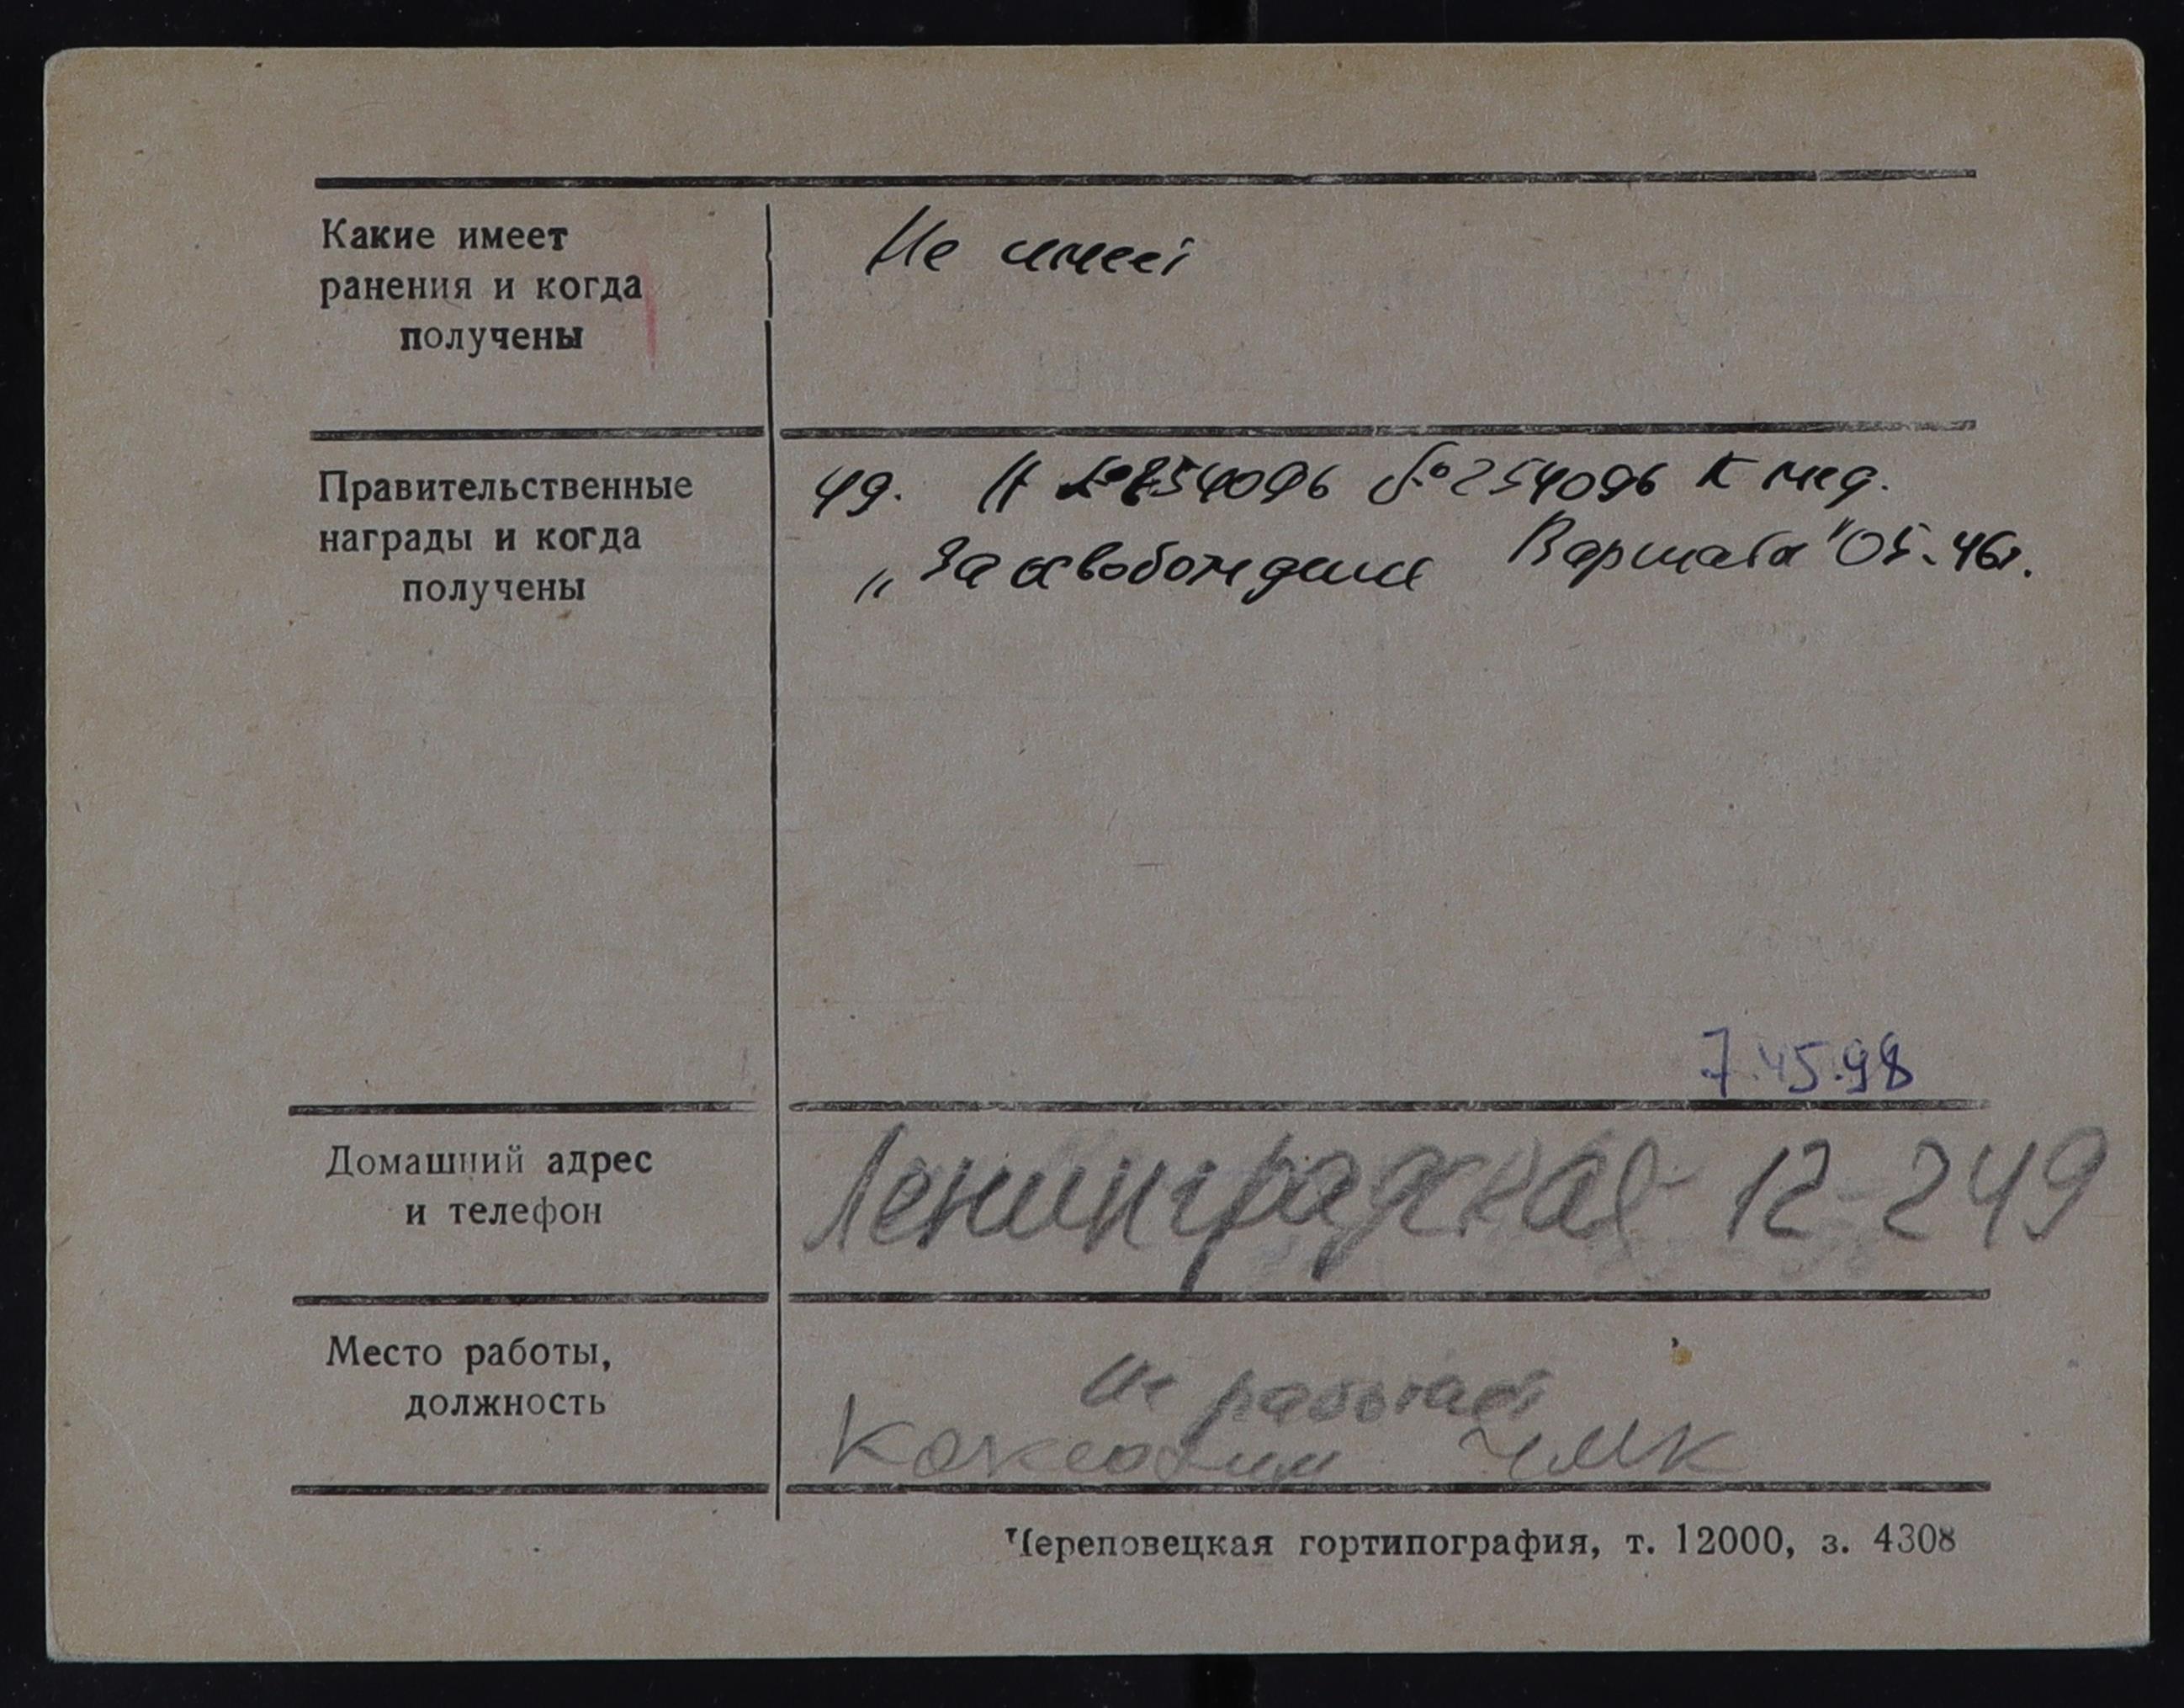 Какие имеет
ранения и когда
получены
Не имеет
Правительственные
награды и когда
получены
уд. А № 254096 к мед.
„За освобождение Варшавы" 05.46г.
7.45.98
Домашний адрес
и телефон
Ленинградская 12-249
Место работы,
должность
Не работает
Коксохим ЧМК
Череповецкая гортипография, т. 12000, з. 4308